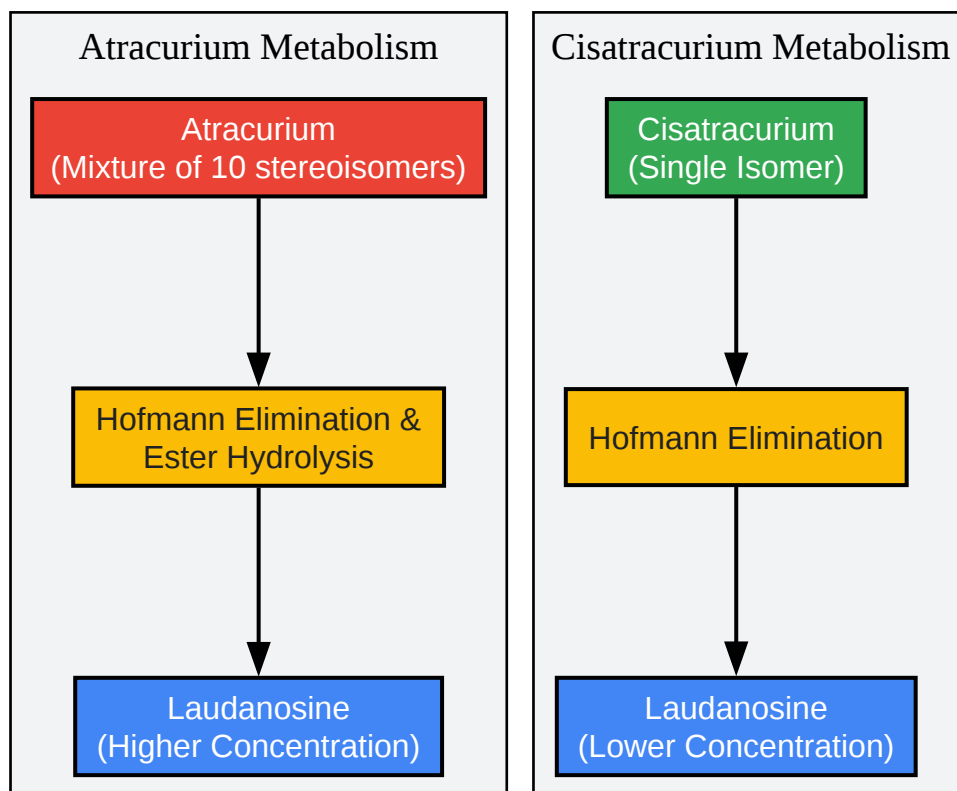 Atracurium Metabolism
Atracurium
(Mixture of 10 stereoisomers)
Hofmann Elimination &
Ester Hydrolysis
Laudanosine
(Higher Concentration)
Cisatracurium Metabolism
Cisatracurium
(Single Isomer)
Hofmann Elimination
Laudanosine
(Lower Concentration)